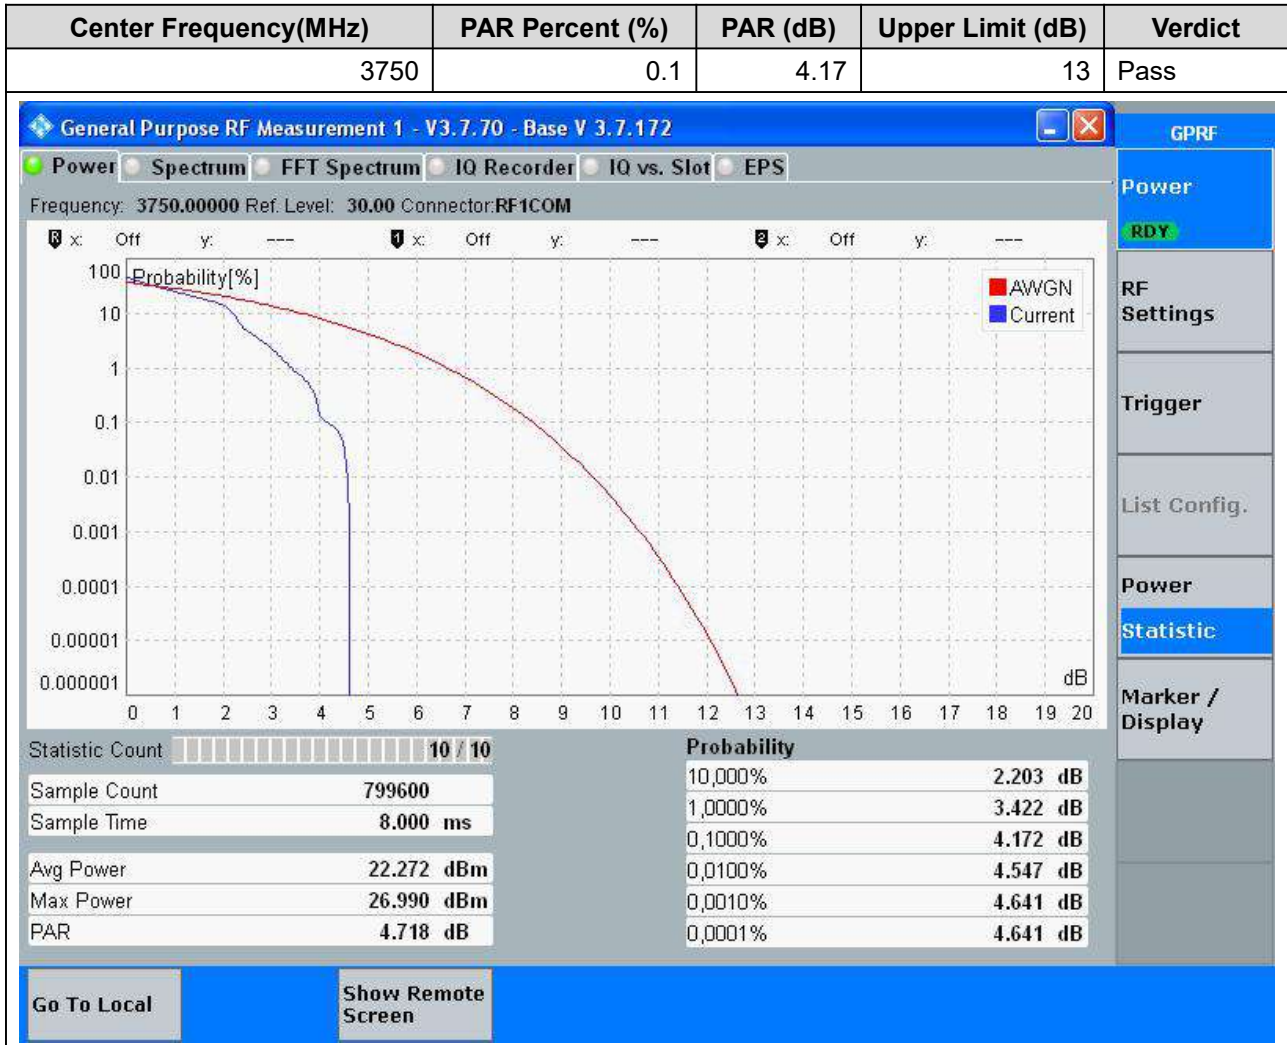 Center Frequency(MHz) PAR Percent (%) PAR (dB) Upper Limit (dB) Verdict
3750 0.1 4.17 13 Pass
General Purpose RF Measurement 1 - V3.7.70 - Base V 3.7.172
GPRF
Power Spectrum FFT Spectrum IQ Recorder IQ vs. Slot EPS
Frequency: 3750.00000 Ref. Level: 30.00 Connector:RF1COM
R x: Off y: --- 1 x: Off y: --- 2 x: Off y: ---
Probability[%]
100
10
1
0.1
0.01
0.001
0.0001
0.00001
0.000001
AWGN
Current
dB
0 1 2 3 4 5 6 7 8 9 10 11 12 13 14 15 16 17 18 19 20
Statistic Count 10 / 10
Sample Count 799600
Sample Time 8.000 ms
Avg Power 22.272 dBm
Max Power 26.990 dBm
PAR 4.718 dB
Probability
10,000% 2.203 dB
1,0000% 3.422 dB
0,1000% 4.172 dB
0,0100% 4.547 dB
0,0010% 4.641 dB
0,0001% 4.641 dB
Power
RDY
RF
Settings
Trigger
List Config.
Power
Statistic
Marker /
Display
Go To Local
Show Remote
Screen